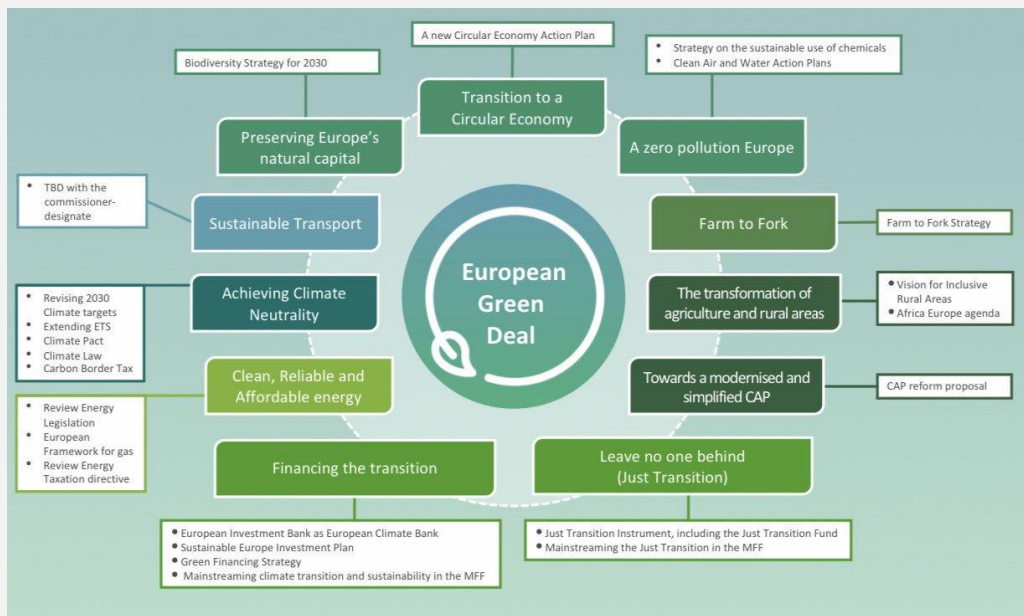 A new Circular Economy Action Plan
Biodiversity Strategy for 2030
• Strategy on the sustainable use of chemicals
• Clean Air and Water Action Plans
Transition to a
Circular Economy
Preserving Europe's
natural capital
A zero pollution Europe
• TBD with the
commissioner-
designate
Sustainable Transport
Farm to Fork
Farm to Fork Strategy
European
Green
Deal
• Revising 2030
Climate targets
• Extending ETS
• Climate Pact
• Climate Law
• Carbon Border Tax
Achieving Climate
Neutrality
The transformation of
agriculture and rural areas
• Vision for Inclusive
Rural Areas
• Africa Europe agenda
Clean, Reliable and
Affordable energy
Towards a modernised and
simplified CAP
CAP reform proposal
• Review Energy
Legislation
• European
Framework for gas
• Review Energy
Taxation directive
Financing the transition
Leave no one behind
(Just Transition)
• European Investment Bank as European Climate Bank
• Sustainable Europe Investment Plan
• Green Financing Strategy
• Mainstreaming climate transition and sustainability in the MFF
• Just Transition Instrument, including the Just Transition Fund
• Mainstreaming the Just Transition in the MFF